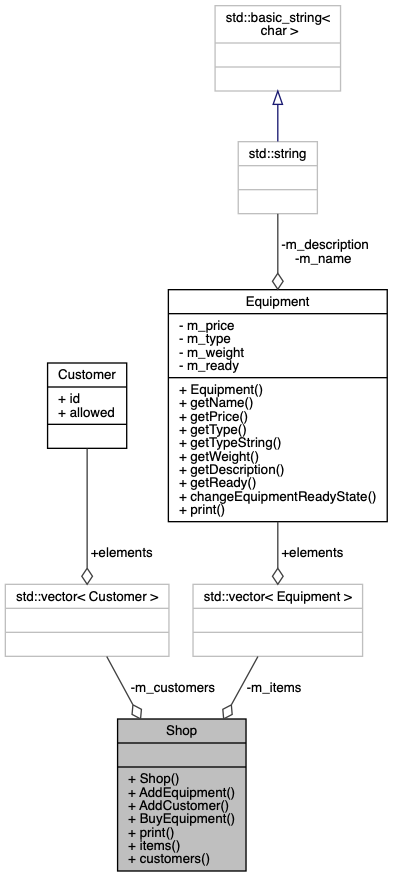 std::basic_string<
char >
std::string
-m_description
-m_name
Equipment
- m_price
- m_type
- m_weight
- m_ready
+ Equipment()
+ getName()
+ getPrice()
+ getType()
+ getTypeString()
+ getWeight()
+ getDescription()
+ getReady()
+ changeEquipmentReadyState()
+ print()
Customer
+ id
+ allowed
+elements
+elements
std::vector< Customer >
std::vector< Equipment >
-m_customers
-m_items
Shop
+ Shop()
+ AddEquipment()
+ AddCustomer()
+ BuyEquipment()
+ print()
+ items()
+ customers()